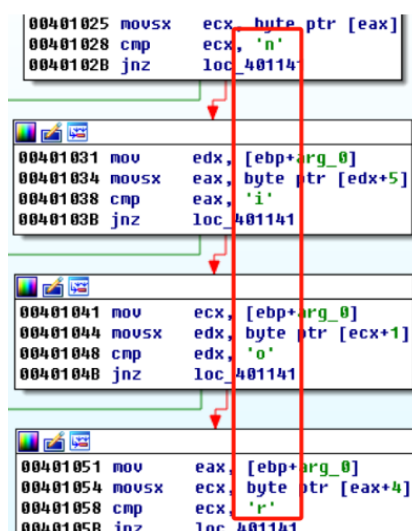 00401025 movsx ecx, byte ptr [eax]
00401028 cmp ecx, 'n'
0040102B jnz loc_401141
00401031 mov edx, [ebp+arg_0]
00401034 movsx eax, byte ptr [edx+5]
00401038 cmp eax, 'i'
0040103B jnz loc_401141
00401041 mov ecx, [ebp+arg_0]
00401044 movsx edx, byte ptr [ecx+1]
00401048 cmp edx, 'o'
0040104B jnz loc_401141
00401051 mov eax, [ebp+arg_0]
00401054 movsx ecx, byte ptr [eax+4]
00401058 cmp ecx, 'r'
0040105B jnz loc_401141